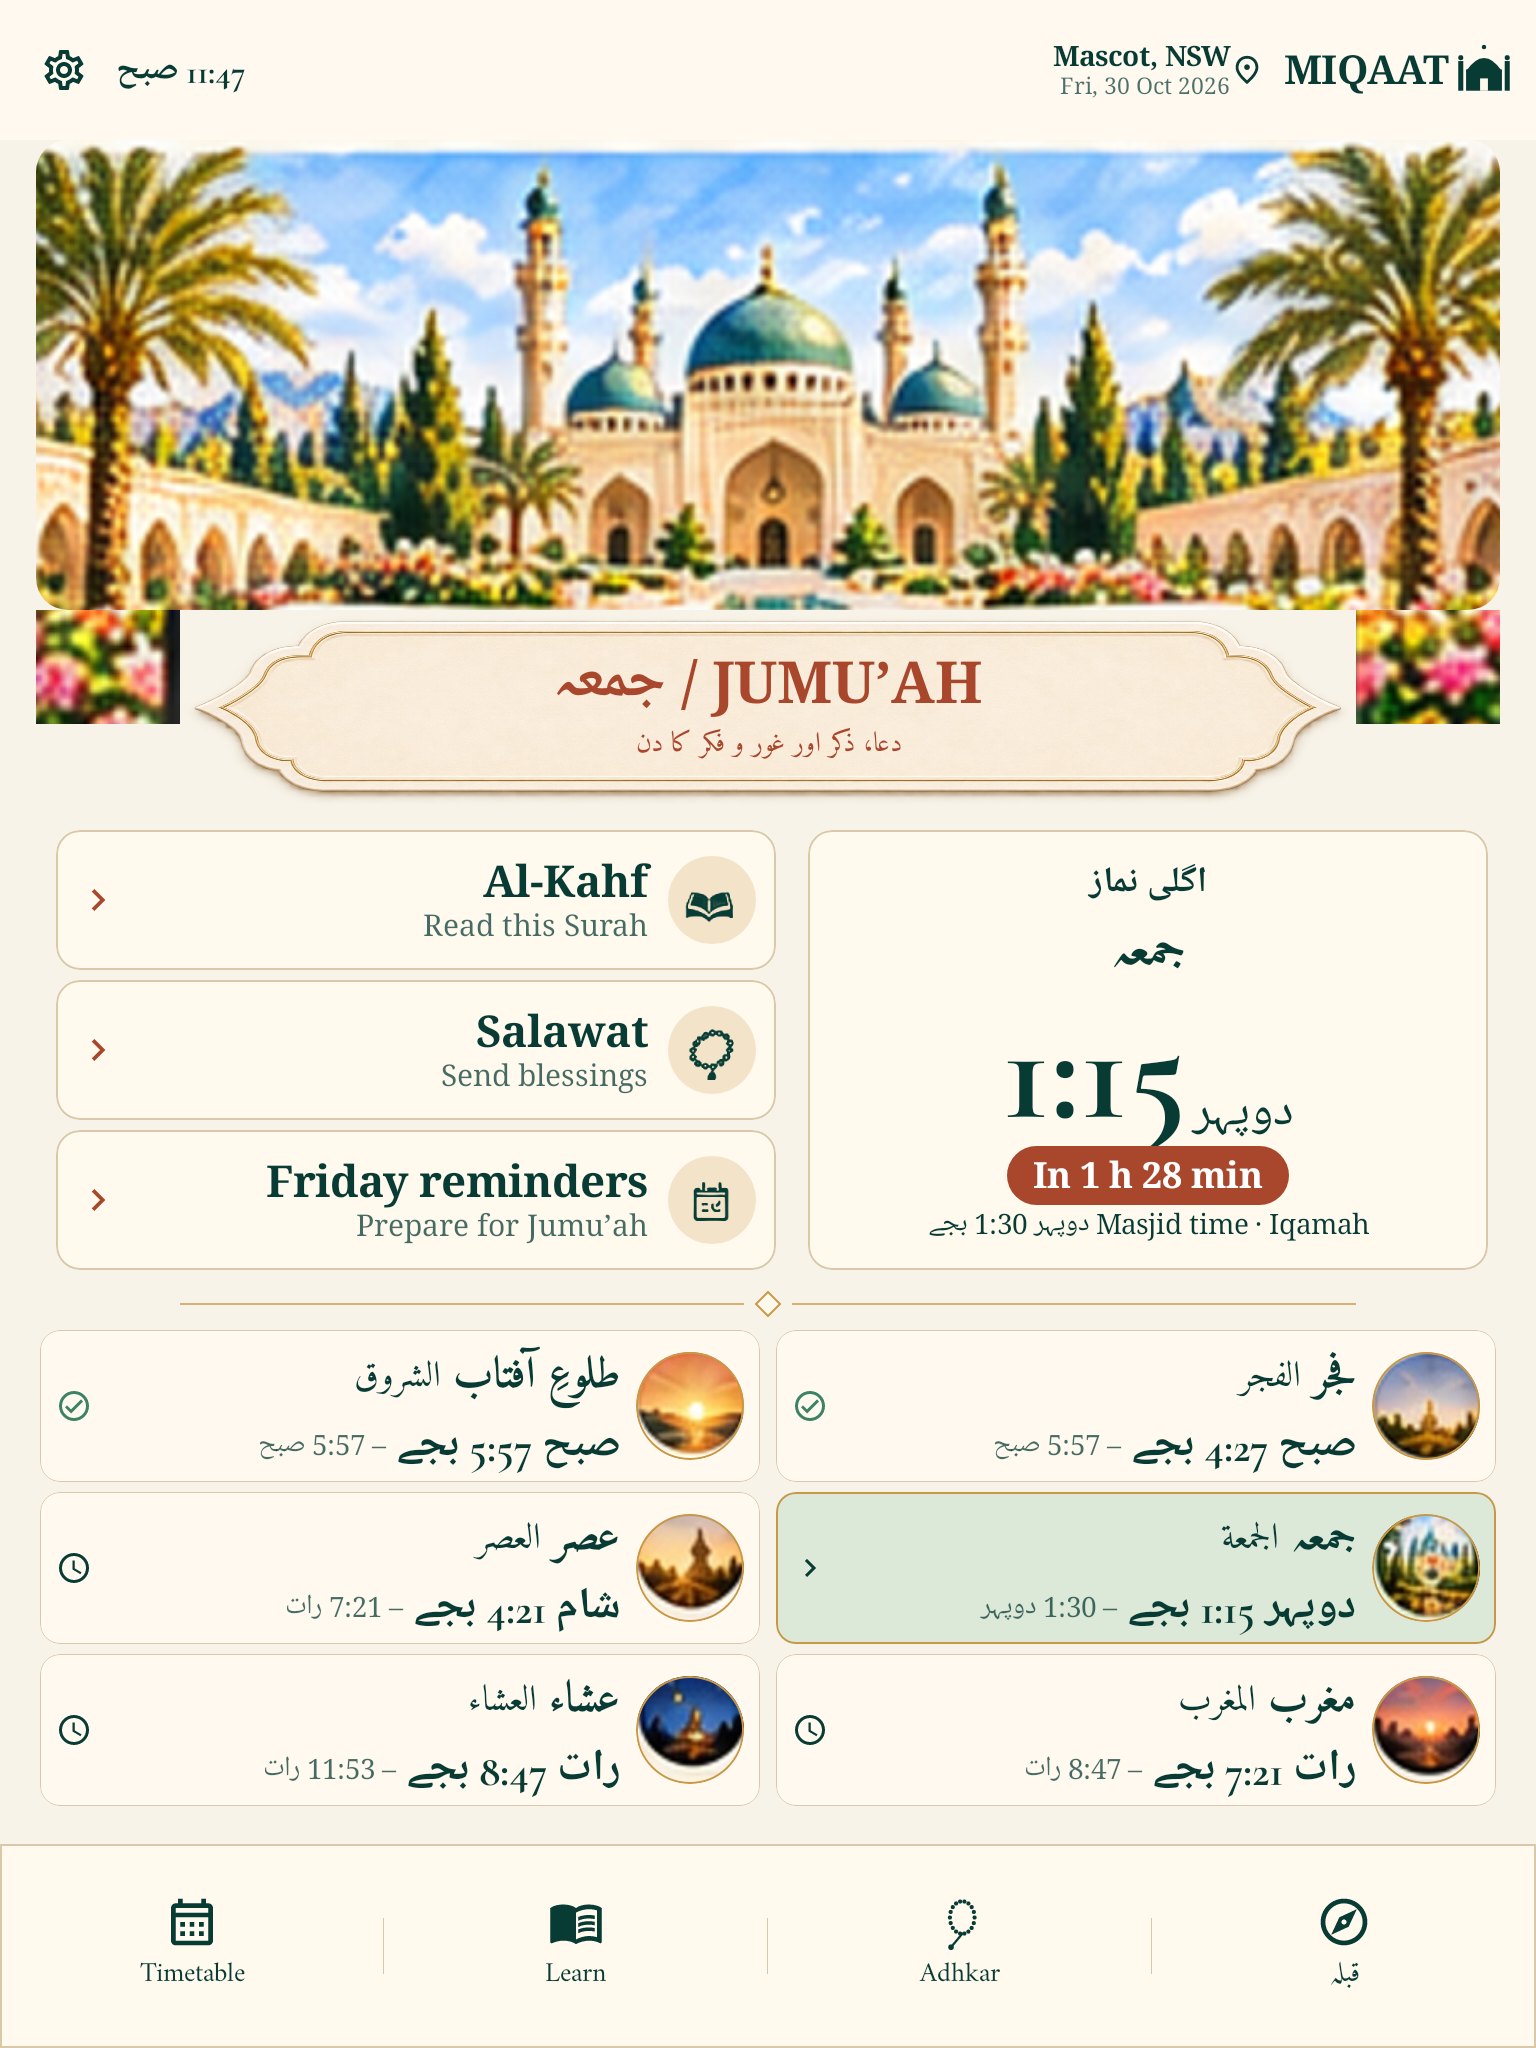 MIQAAT
Mascot, NSW
Fri, 30 Oct 2026
11:47 صبح
جمعہ / JUMU’AH
دعا، ذکر اور غور و فکر کا دن
اگلی نماز
جمعہ
1:15 دوپہر
In 1 h 28 min
Masjid time · Iqamah دوپہر 1:30 بجے
Al-Kahf
Read this Surah
Salawat
Send blessings
Friday reminders
Prepare for Jumu’ah
فجر الفجر
صبح 4:27 بجے – 5:57 صبح
طلوعِ آفتاب الشروق
صبح 5:57 بجے – 5:57 صبح
جمعہ الجمعة
دوپہر 1:15 بجے – 1:30 دوپہر
عصر العصر
شام 4:21 بجے – 7:21 رات
مغرب المغرب
رات 7:21 بجے – 8:47 رات
عشاء العشاء
رات 8:47 بجے – 11:53 رات
قبلہ
Adhkar
Learn
Timetable